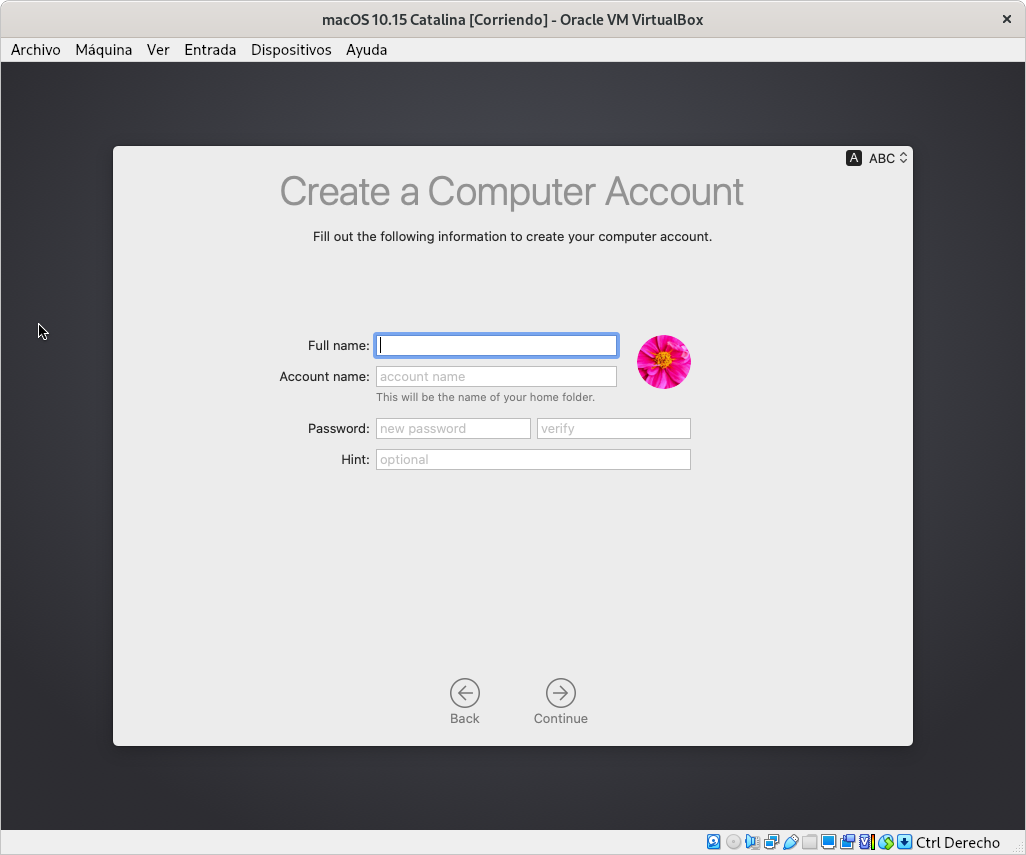 macOS 10.15 Catalina [Corriendo] - Oracle VM VirtualBox
Archivo Máquina Ver Entrada Dispositivos Ayuda
A ABC
Create a Computer Account
Fill out the following information to create your computer account.
Full name:
Account name: account name
This will be the name of your home folder.
Password: new password verify
Hint: optional
Back Continue
Ctrl Derecho